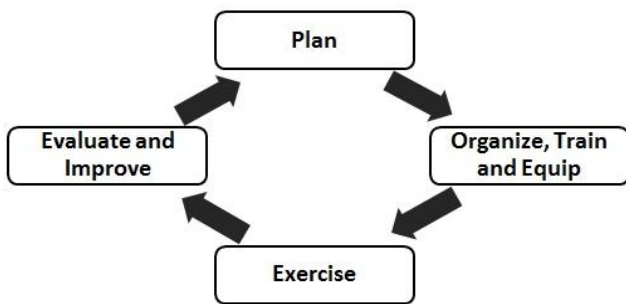 Plan
Organize, Train
and Equip
Exercise
Evaluate and
Improve